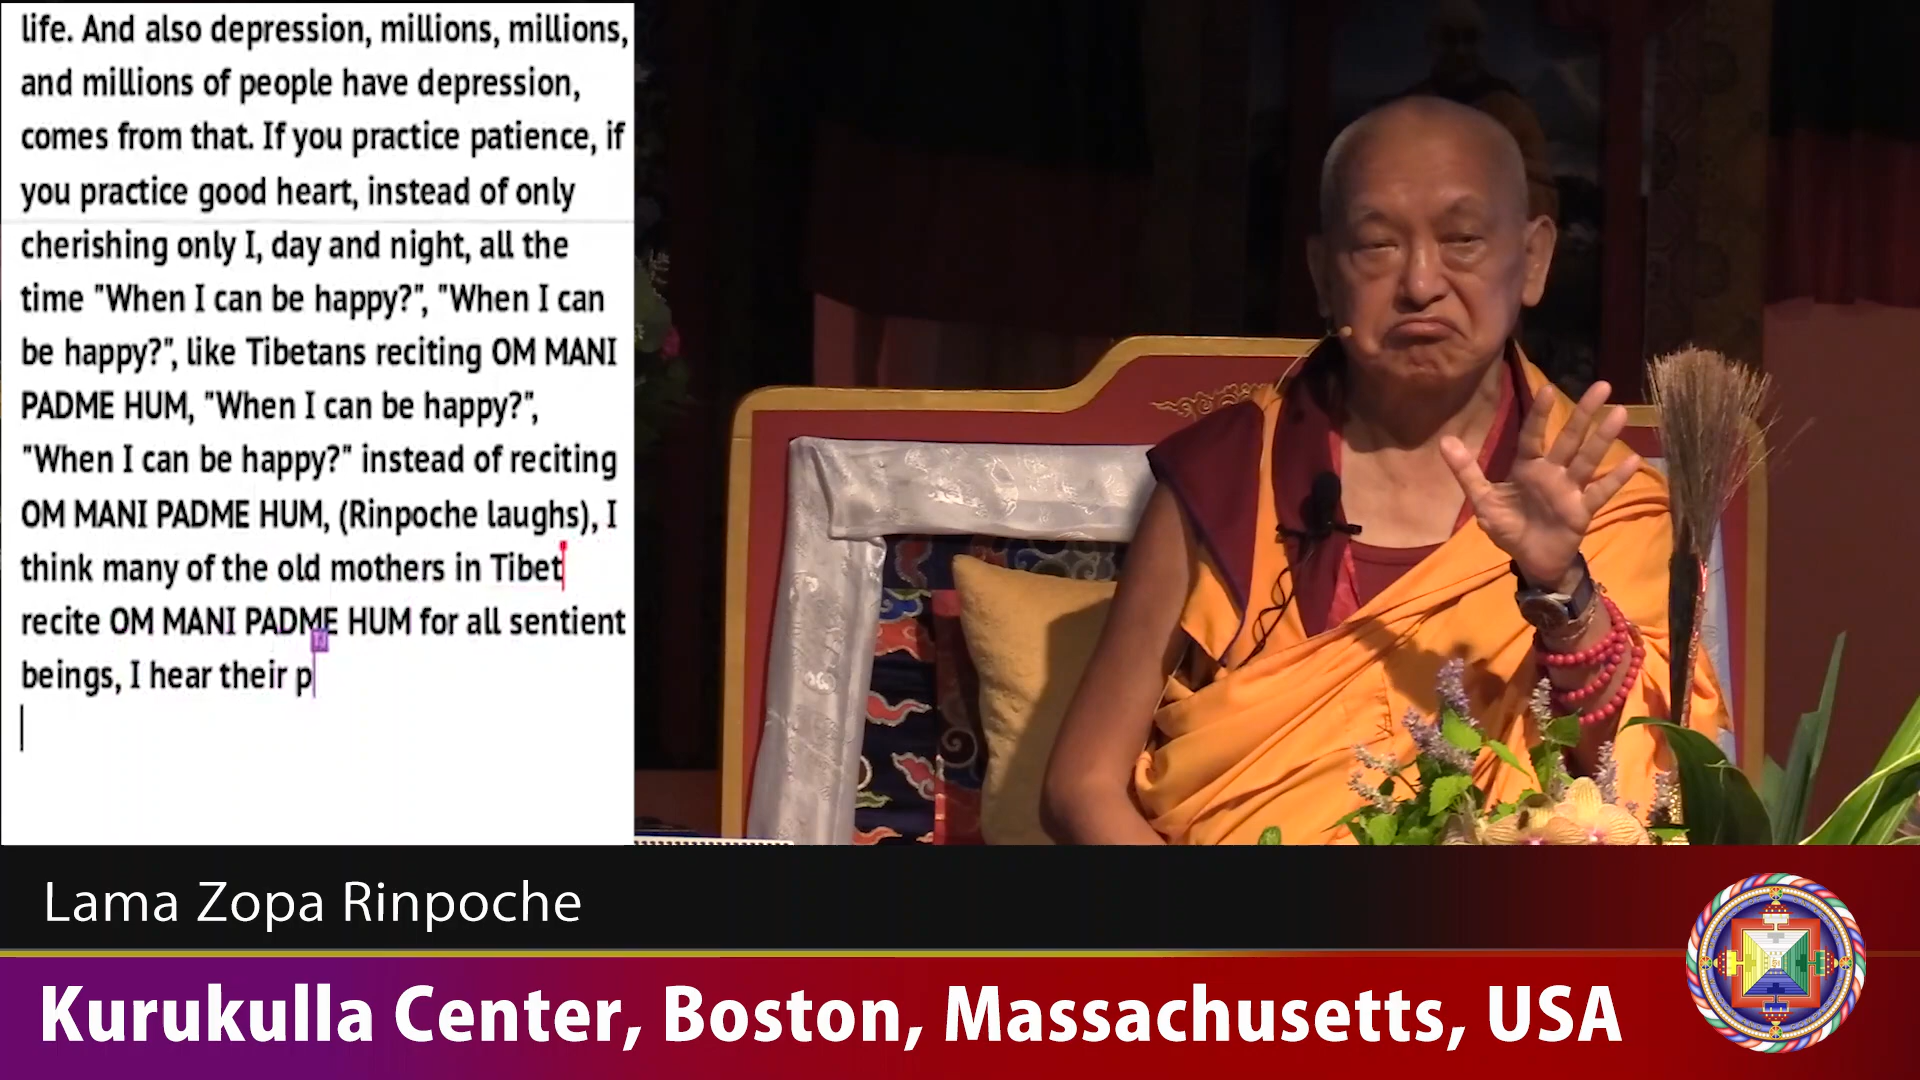 life. And also depression, millions, millions,
and millions of people have depression,
comes from that. If you practice patience, if
you practice good heart, instead of only
cherishing only I, day and night, all the
time "When I can be happy?", "When I can
be happy?", like Tibetans reciting OM MANI
PADME HUM, "When I can be happy?",
"When I can be happy?" instead of reciting
OM MANI PADME HUM, (Rinpoche laughs), I
think many of the old mothers in Tibet
recite OM MANI PADME HUM for all sentient
beings, I hear their p
Lama Zopa Rinpoche
Kurukulla Center, Boston, Massachusetts, USA